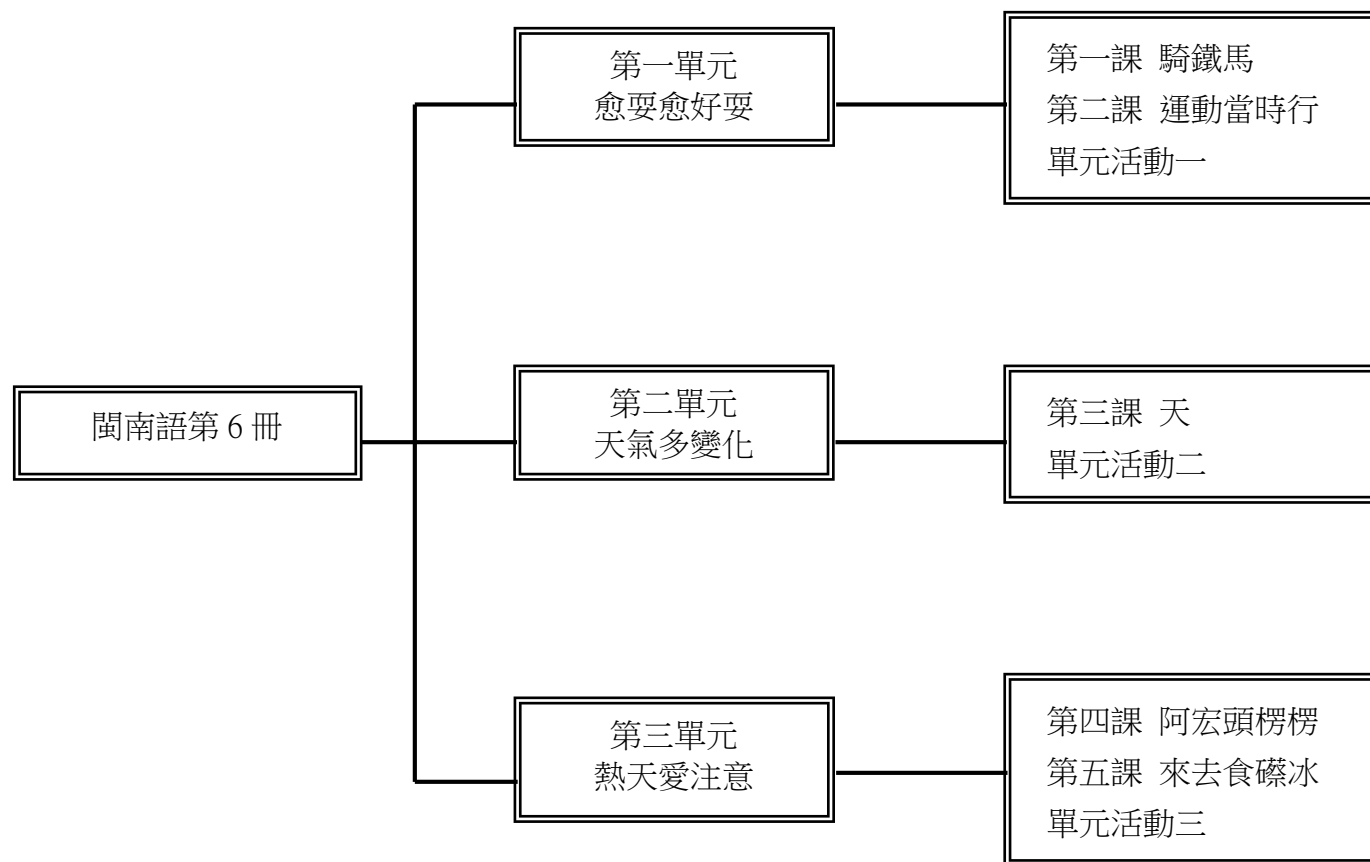 第一單元
愈耍愈好耍
第一課 騎鐵馬
第二課 運動當時行
單元活動一
閩南語第 6 冊
第二單元
天氣多變化
第三課 天
單元活動二
第三單元
熱天愛注意
第四課 阿宏頭楞楞
第五課 來去食礤冰
單元活動三